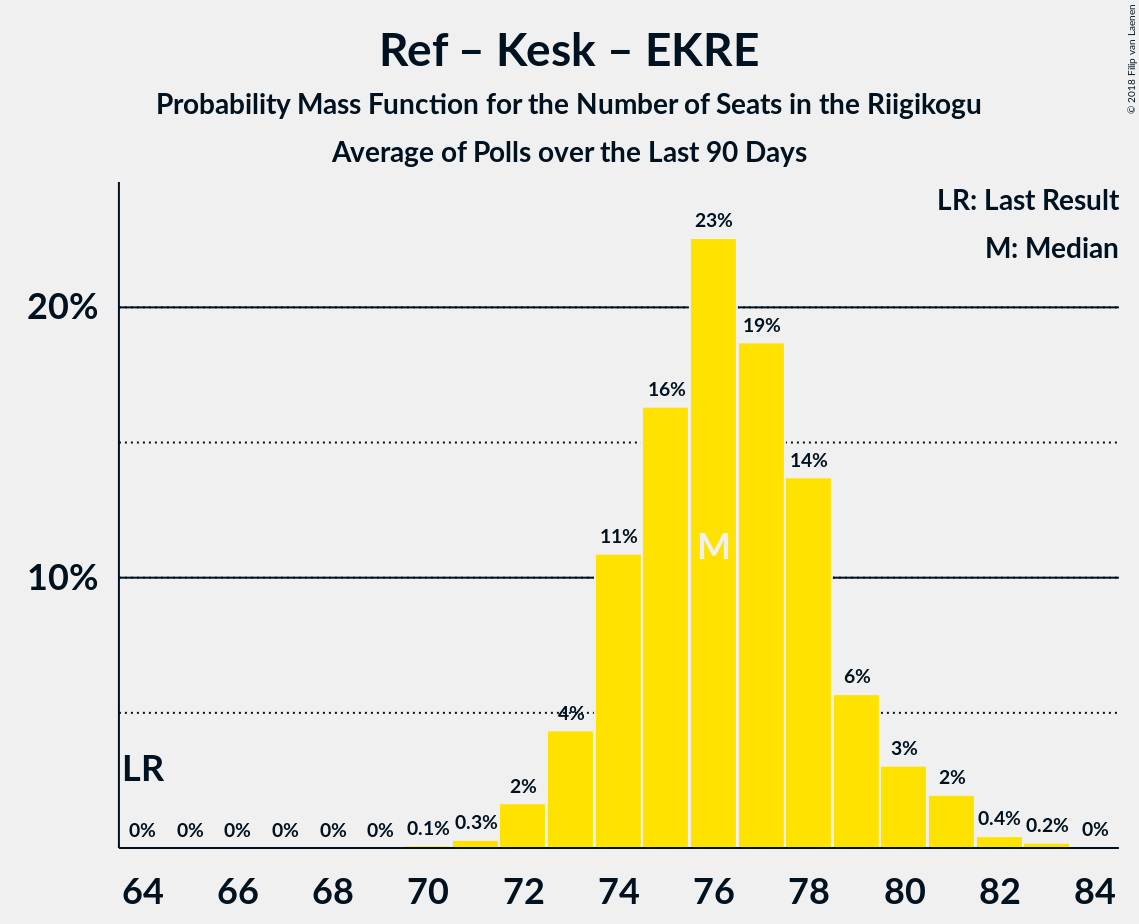 © 2018 Filip van Laenen
Ref – Kesk – EKRE
Probability Mass Function for the Number of Seats in the Riigikogu
Average of Polls over the Last 90 Days
LR: Last Result
M: Median
23%
20%
19%
16%
14%
11%
M
10%
6%
4%
3%
LR
2%
2%
0% 0% 0% 0% 0% 0% 0.1% 0.3% 0.4% 0.2% 0%
64 66 68 70 72 74 76 78 80 82 84